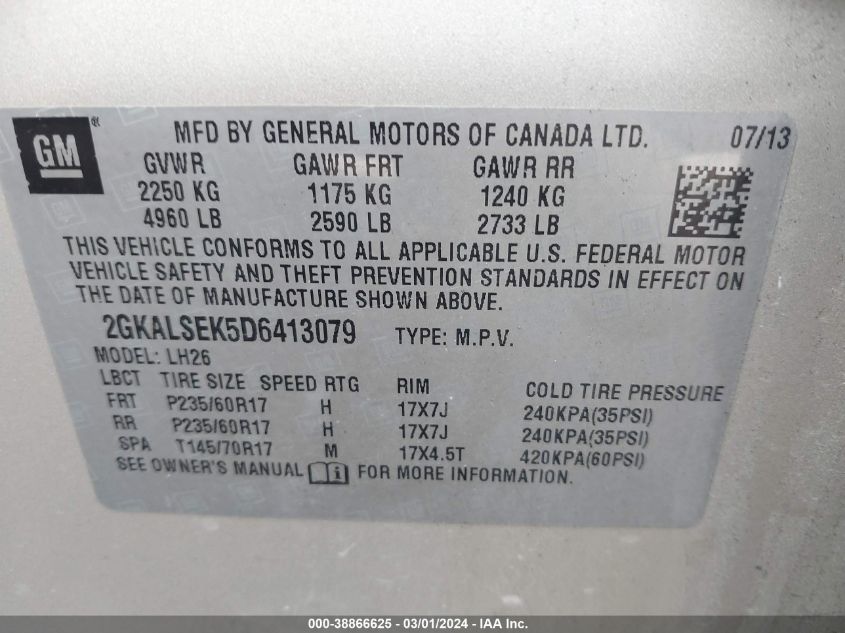 GM ®
MFD BY GENERAL MOTORS OF CANADA LTD. 07/13
GVWR GAWR FRT GAWR RR
2250 KG 1175 KG 1240 KG
4960 LB 2590 LB 2733 LB
THIS VEHICLE CONFORMS TO ALL APPLICABLE U.S. FEDERAL MOTOR
VEHICLE SAFETY AND THEFT PREVENTION STANDARDS IN EFFECT ON
THE DATE OF MANUFACTURE SHOWN ABOVE.
2GKALSEK5D6413079 TYPE: M.P.V.
MODEL: LH26
LBCT TIRE SIZE SPEED RTG RIM COLD TIRE PRESSURE
FRT P235/60R17 H 17X7J 240KPA(35PSI)
RR P235/60R17 H 17X7J 240KPA(35PSI)
SPA T145/70R17 M 17X4.5T 420KPA(60PSI)
SEE OWNER'S MANUAL FOR MORE INFORMATION.
000-38866625 - 03/01/2024 - IAA Inc.